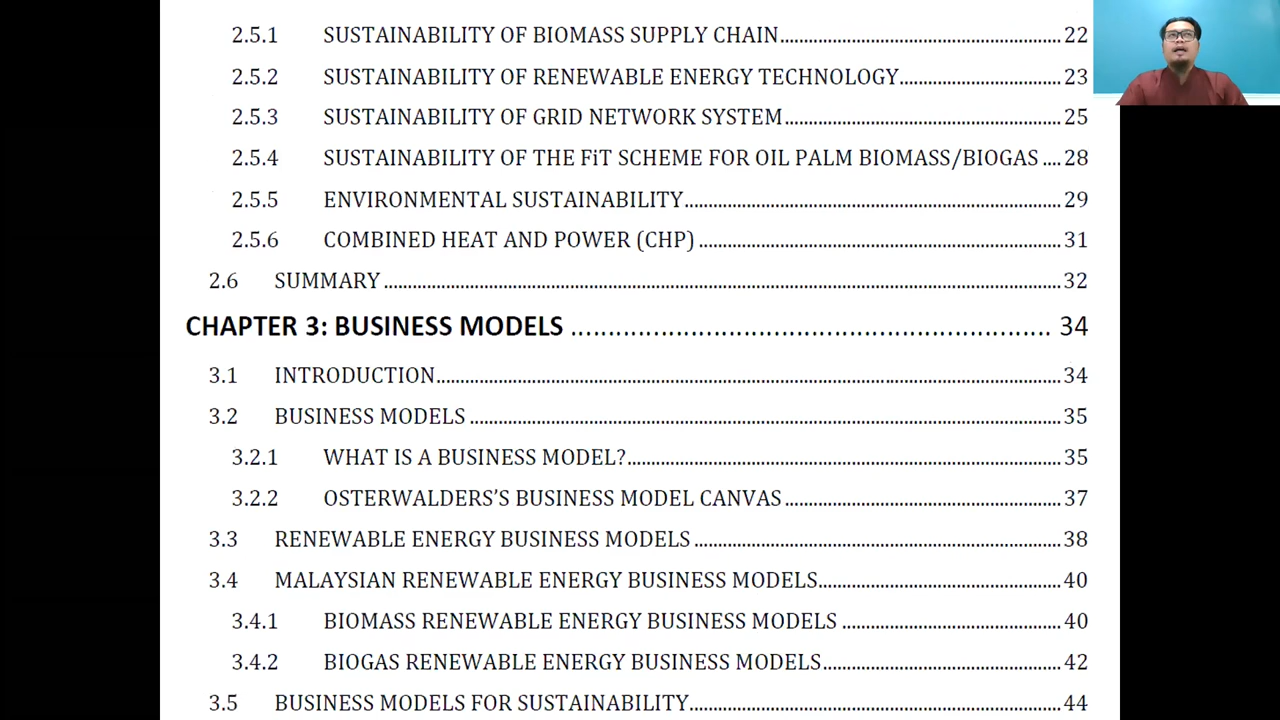 2.5.1 SUSTAINABILITY OF BIOMASS SUPPLY CHAIN 22
2.5.2 SUSTAINABILITY OF RENEWABLE ENERGY TECHNOLOGY 23
2.5.3 SUSTAINABILITY OF GRID NETWORK SYSTEM 25
2.5.4 SUSTAINABILITY OF THE FiT SCHEME FOR OIL PALM BIOMASS/BIOGAS 28
2.5.5 ENVIRONMENTAL SUSTAINABILITY 29
2.5.6 COMBINED HEAT AND POWER (CHP) 31
2.6 SUMMARY 32
CHAPTER 3: BUSINESS MODELS 34
3.1 INTRODUCTION 34
3.2 BUSINESS MODELS 35
3.2.1 WHAT IS A BUSINESS MODEL? 35
3.2.2 OSTERWALDERS’S BUSINESS MODEL CANVAS 37
3.3 RENEWABLE ENERGY BUSINESS MODELS 38
3.4 MALAYSIAN RENEWABLE ENERGY BUSINESS MODELS 40
3.4.1 BIOMASS RENEWABLE ENERGY BUSINESS MODELS 40
3.4.2 BIOGAS RENEWABLE ENERGY BUSINESS MODELS 42
3.5 BUSINESS MODELS FOR SUSTAINABILITY 44